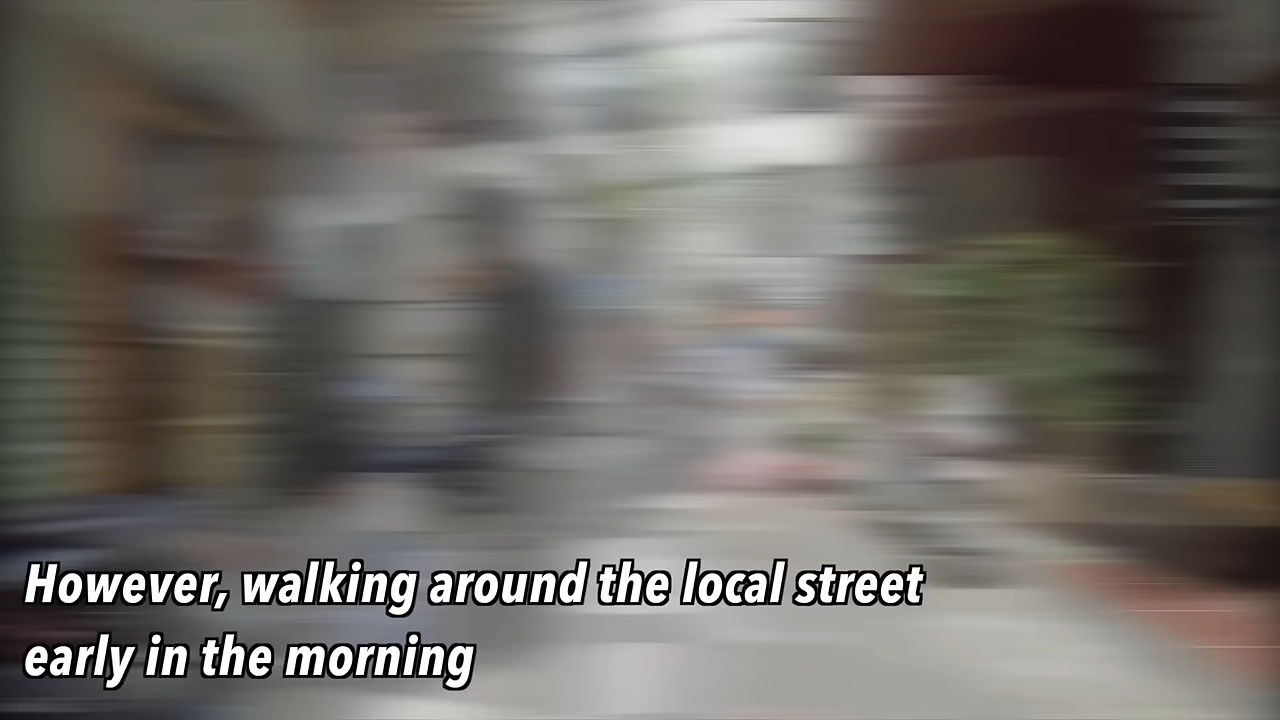 However, walking around the local street
early in the morning